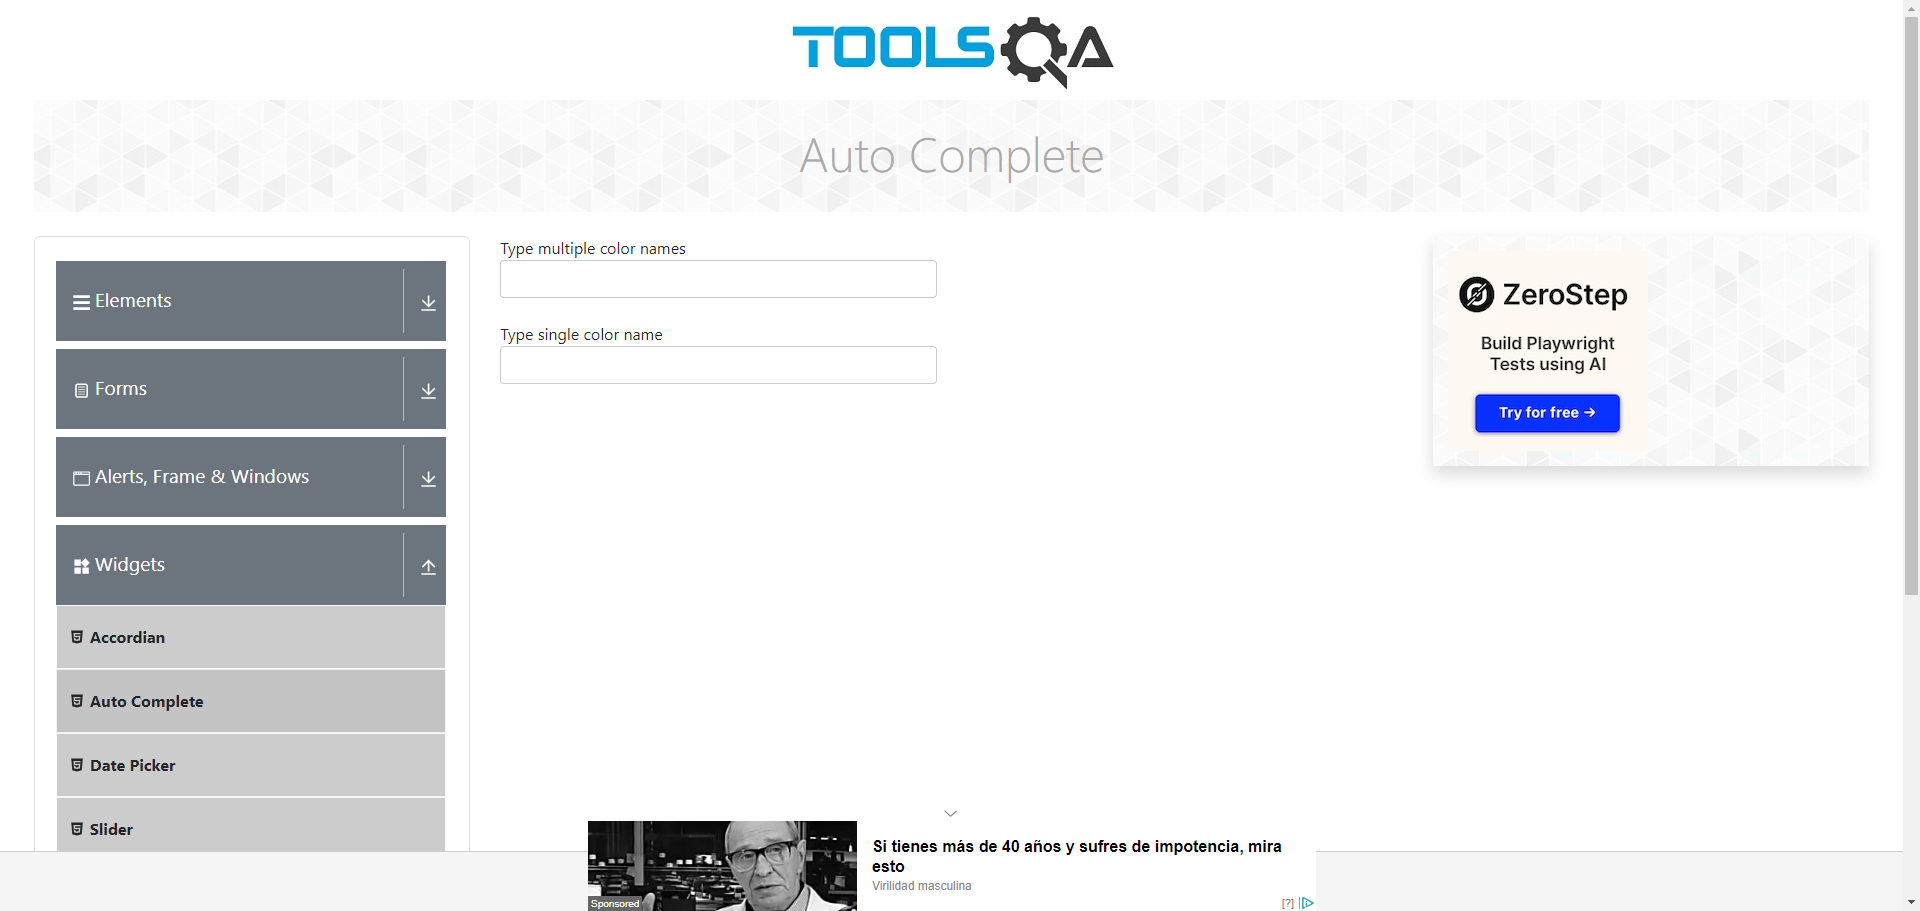 TOOLSQA
Auto Complete
Elements
Forms
Alerts, Frame & Windows
Widgets
Accordian
Auto Complete
Date Picker
Slider
Type multiple color names
Type single color name
ZeroStep
Build Playwright
Tests using AI
Try for free →
Si tienes más de 40 años y sufres de impotencia, mira
esto
Virilidad masculina
Sponsored
[?]